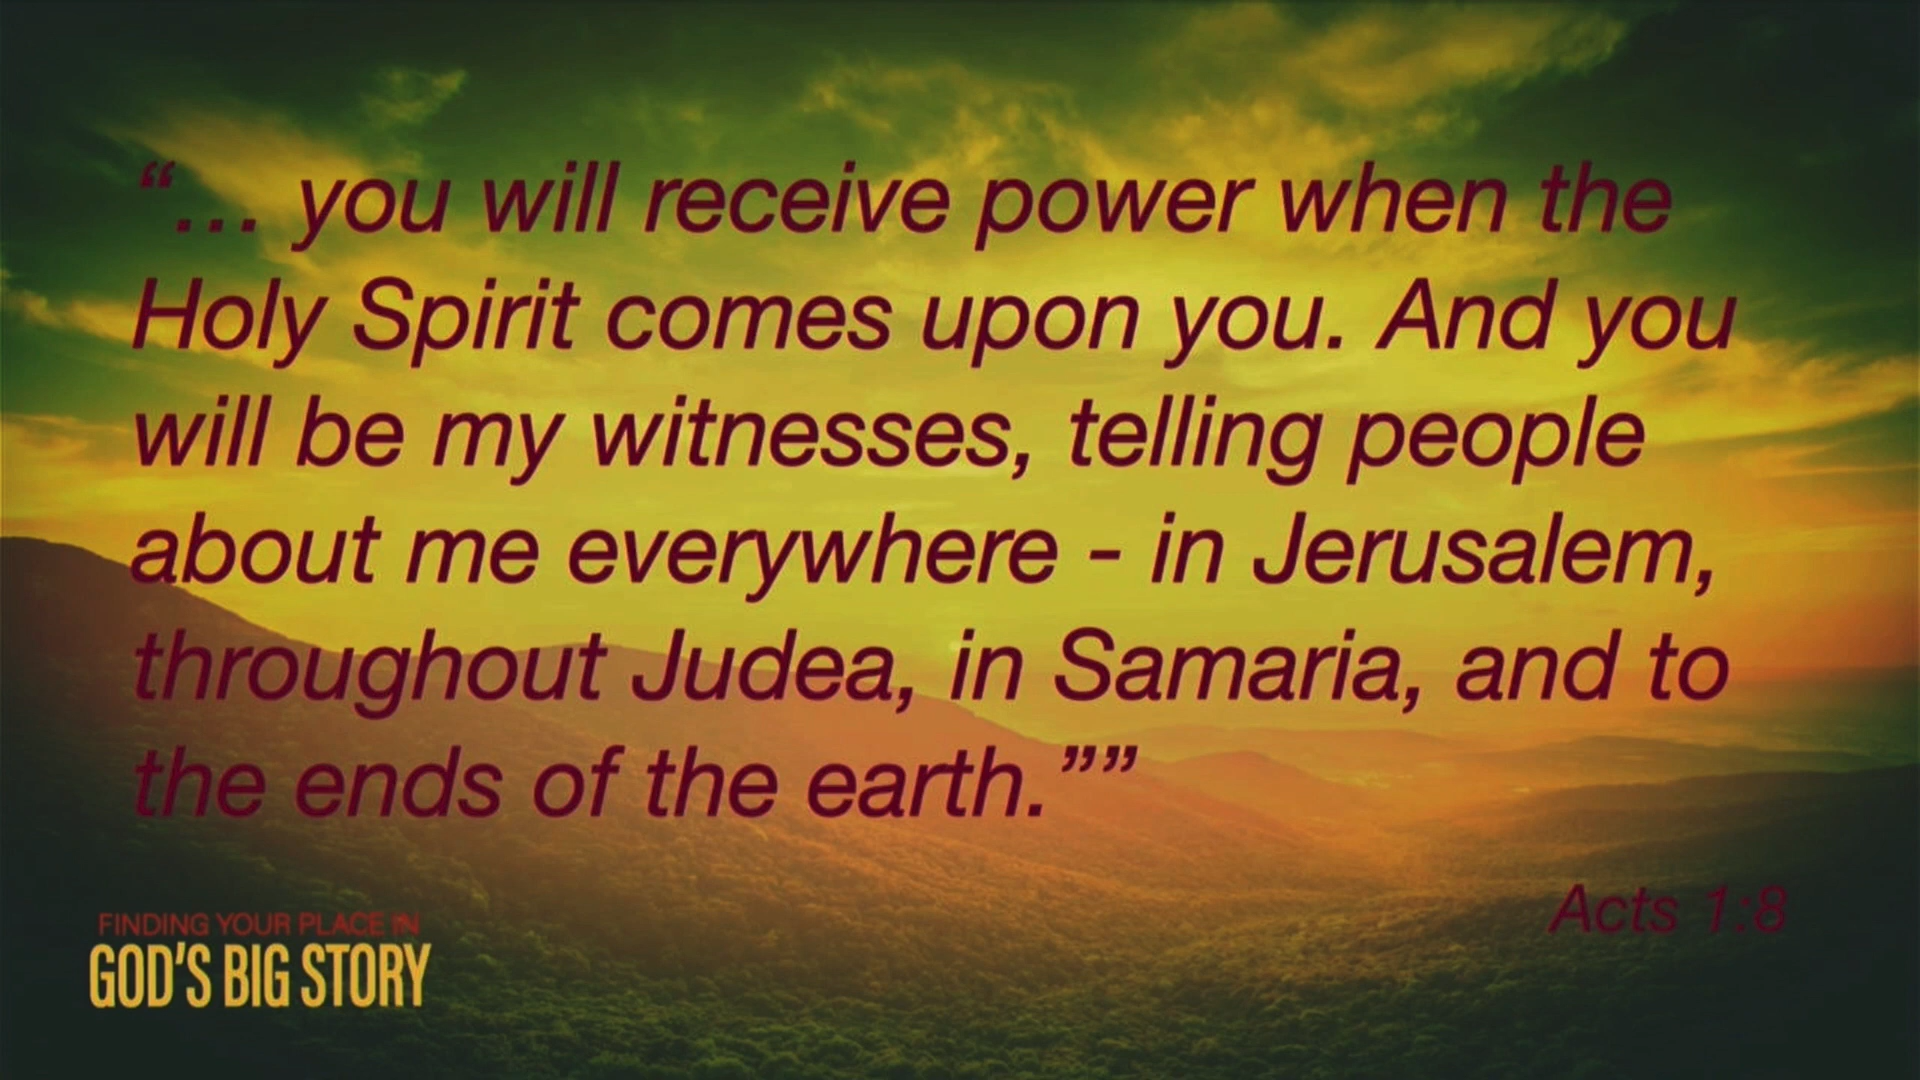 “... you will receive power when the
Holy Spirit comes upon you. And you
will be my witnesses, telling people
about me everywhere - in Jerusalem,
throughout Judea, in Samaria, and to
the ends of the earth.””
Acts 1:8
FINDING YOUR PLACE IN
GOD'S BIG STORY